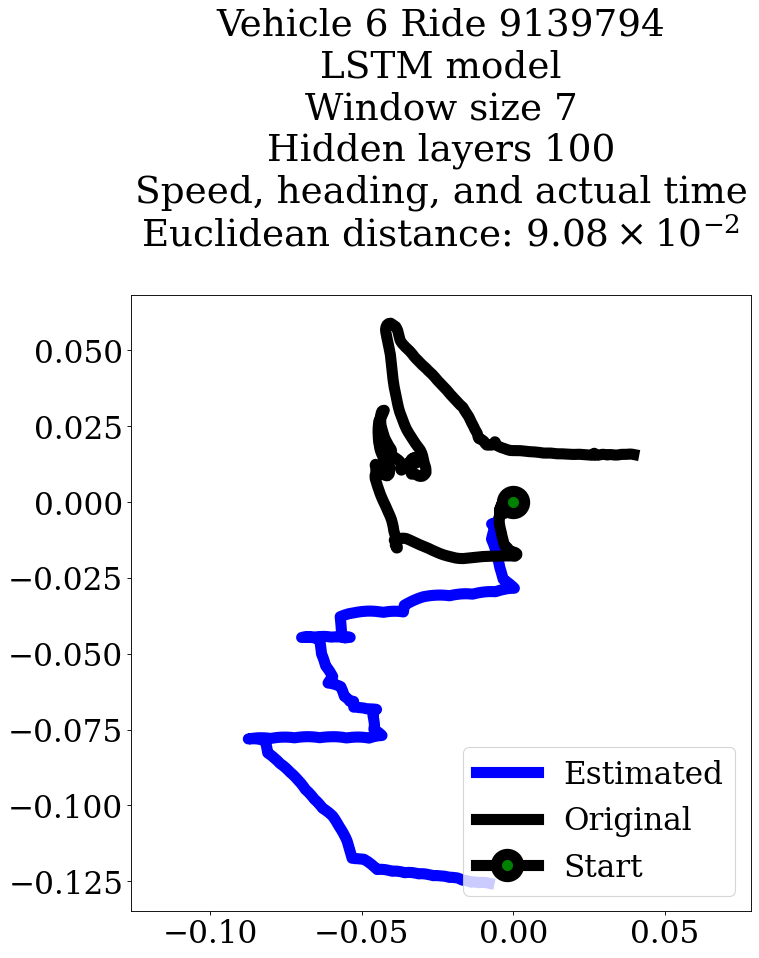 Vehicle 6 Ride 9139794
LSTM model
Window size 7
Hidden layers 100
Speed, heading, and actual time
Euclidean distance: 9.08 × 10⁻²
0.050
0.025
0.000
−0.025
−0.050
−0.075
−0.100
−0.125
Estimated
Original
Start
−0.10 −0.05 0.00 0.05